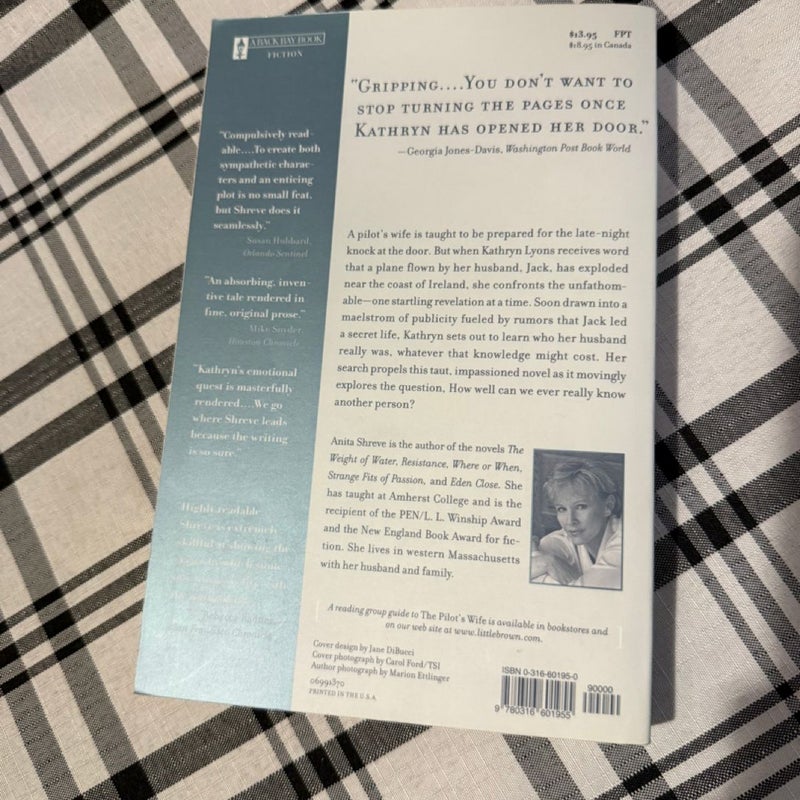 A BACK BAY BOOK
FICTION
$13.95 FPT
$18.95 in Canada
"GRIPPING....YOU DON'T WANT TO
STOP TURNING THE PAGES ONCE
KATHRYN HAS OPENED HER DOOR."
—Georgia Jones-Davis, Washington Post Book World
"Compulsively read-
able....To create both
sympathetic charac-
ters and an enticing
plot is no small feat,
but Shreve does it
seamlessly."
Susan Hubbard,
Orlando Sentinel
"An absorbing, inven-
tive tale rendered in
fine, original prose."
Mike Snyder,
Houston Chronicle
"Kathryn's emotional
quest is masterfully
rendered....We go
where Shreve leads
because the writing
is so sure."
Highly readable
Shreve is extremely
skillful at showing the
A pilot's wife is taught to be prepared for the late-night
knock at the door. But when Kathryn Lyons receives word
that a plane flown by her husband, Jack, has exploded
near the coast of Ireland, she confronts the unfathom-
able—one startling revelation at a time. Soon drawn into a
maelstrom of publicity fueled by rumors that Jack led
a secret life, Kathryn sets out to learn who her husband
really was, whatever that knowledge might cost. Her
search propels this taut, impassioned novel as it movingly
explores the question, How well can we ever really know
another person?
Anita Shreve is the author of the novels The
Weight of Water, Resistance, Where or When,
Strange Fits of Passion, and Eden Close. She
has taught at Amherst College and is the
recipient of the PEN/L. L. Winship Award
and the New England Book Award for fic-
tion. She lives in western Massachusetts
with her husband and family.
A reading group guide to The Pilot's Wife is available in bookstores and
on our web site at www.littlebrown.com.
Cover design by Jane DiBucci
Cover photograph by Carol Ford/TSI
Author photograph by Marion Ettlinger
06991870
PRINTED IN THE U.S.A.
ISBN 0-316-60195-0
90000
9 780316 601955